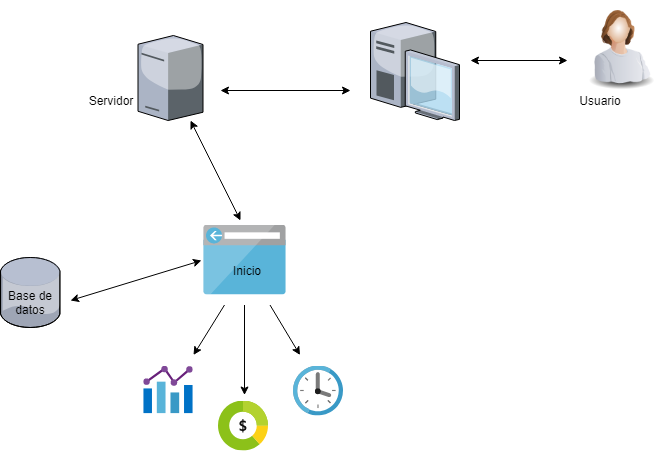 Servidor
Usuario
Inicio
Base de
datos
$